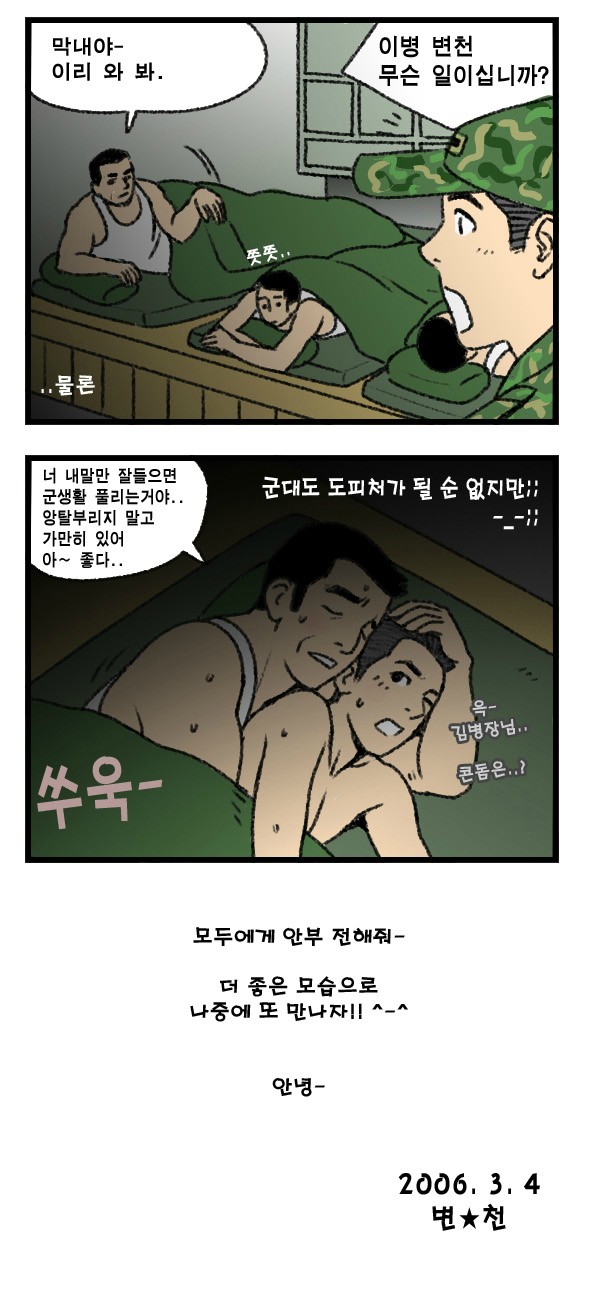 막내야-
이리 와 봐.
이병 변천
무슨 일이십니까?
쯧쯧..
..물론
너 내말만 잘들으면
군생활 풀리는거야..
앙탈부리지 말고
가만히 있어
아~ 좋다..
군대도 도피처가 될 순 없지만;;
-_-;;
윽-
김병장님..
콘돔은..?
쑤욱-
모두에게 안부 전해줘-
더 좋은 모습으로
나중에 또 만나자!! ^-^
안녕-
2006. 3. 4
변★천